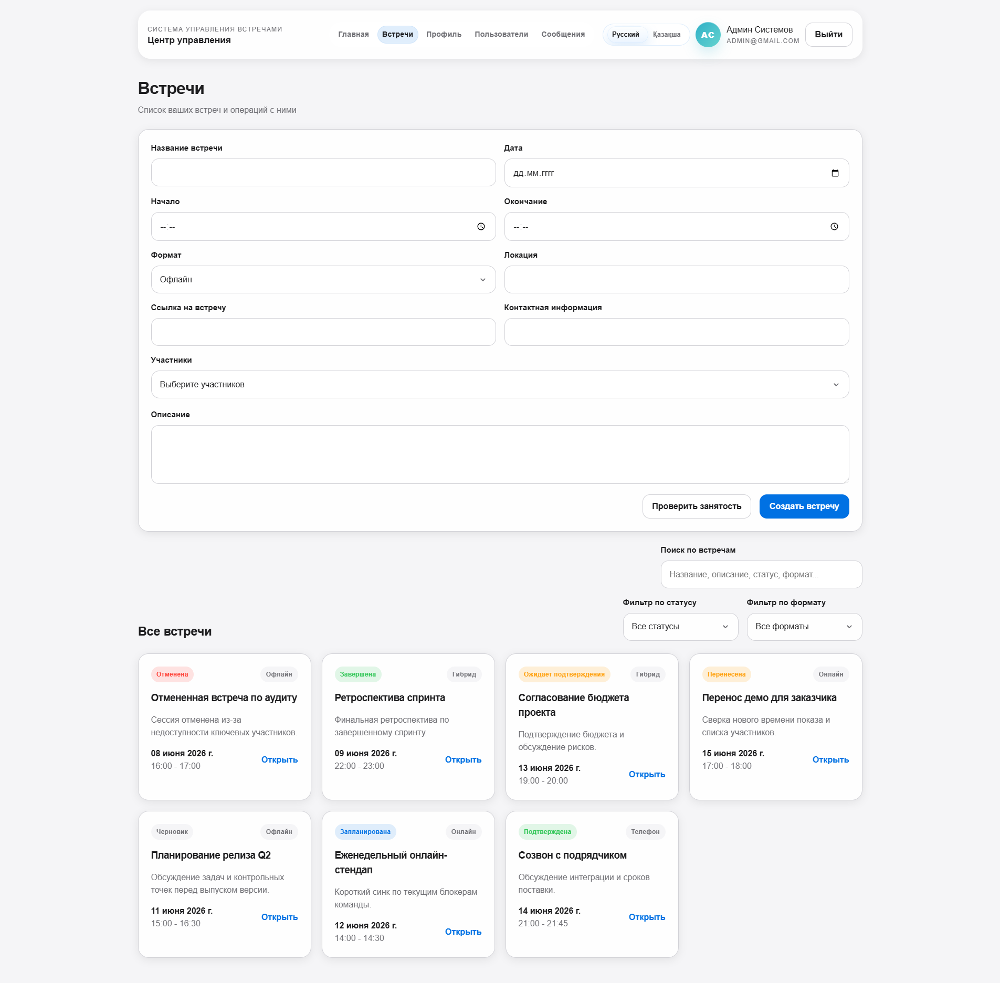 СИСТЕМА УПРАВЛЕНИЯ ВСТРЕЧАМИ
Центр управления
Главная
Встречи
Профиль
Пользователи
Сообщения
Русский
Қазақша
АС
Админ Системов
ADMIN@GMAIL.COM
Выйти
Встречи
Список ваших встреч и операций с ними
Название встречи
Дата
ДД.ММ.ГГГГ
Начало
Окончание
--:--
--:--
Формат
Локация
Офлайн
Ссылка на встречу
Контактная информация
Участники
Выберите участников
Описание
Проверить занятость
Создать встречу
Поиск по встречам
Название, описание, статус, формат...
Фильтр по статусу
Фильтр по формату
Все статусы
Все форматы
Все встречи
Отменена
Офлайн
Отмененная встреча по аудиту
Сессия отменена из-за
недоступности ключевых участников.
08 июня 2026 г.
16:00 - 17:00
Открыть
Завершена
Гибрид
Ретроспектива спринта
Финальная ретроспектива по
завершенному спринту.
09 июня 2026 г.
22:00 - 23:00
Открыть
Ожидает подтверждения
Гибрид
Согласование бюджета
проекта
Подтверждение бюджета и
обсуждение рисков.
13 июня 2026 г.
19:00 - 20:00
Открыть
Перенесена
Онлайн
Перенос демо для заказчика
Сверка нового времени показа и
списка участников.
15 июня 2026 г.
17:00 - 18:00
Открыть
Черновик
Офлайн
Планирование релиза Q2
Обсуждение задач и контрольных
точек перед выпуском версии.
11 июня 2026 г.
15:00 - 16:30
Открыть
Запланирована
Онлайн
Еженедельный онлайн-
стендап
Короткий синк по текущим блокерам
команды.
12 июня 2026 г.
14:00 - 14:30
Открыть
Подтверждена
Телефон
Созвон с подрядчиком
Обсуждение интеграции и сроков
поставки.
14 июня 2026 г.
21:00 - 21:45
Открыть